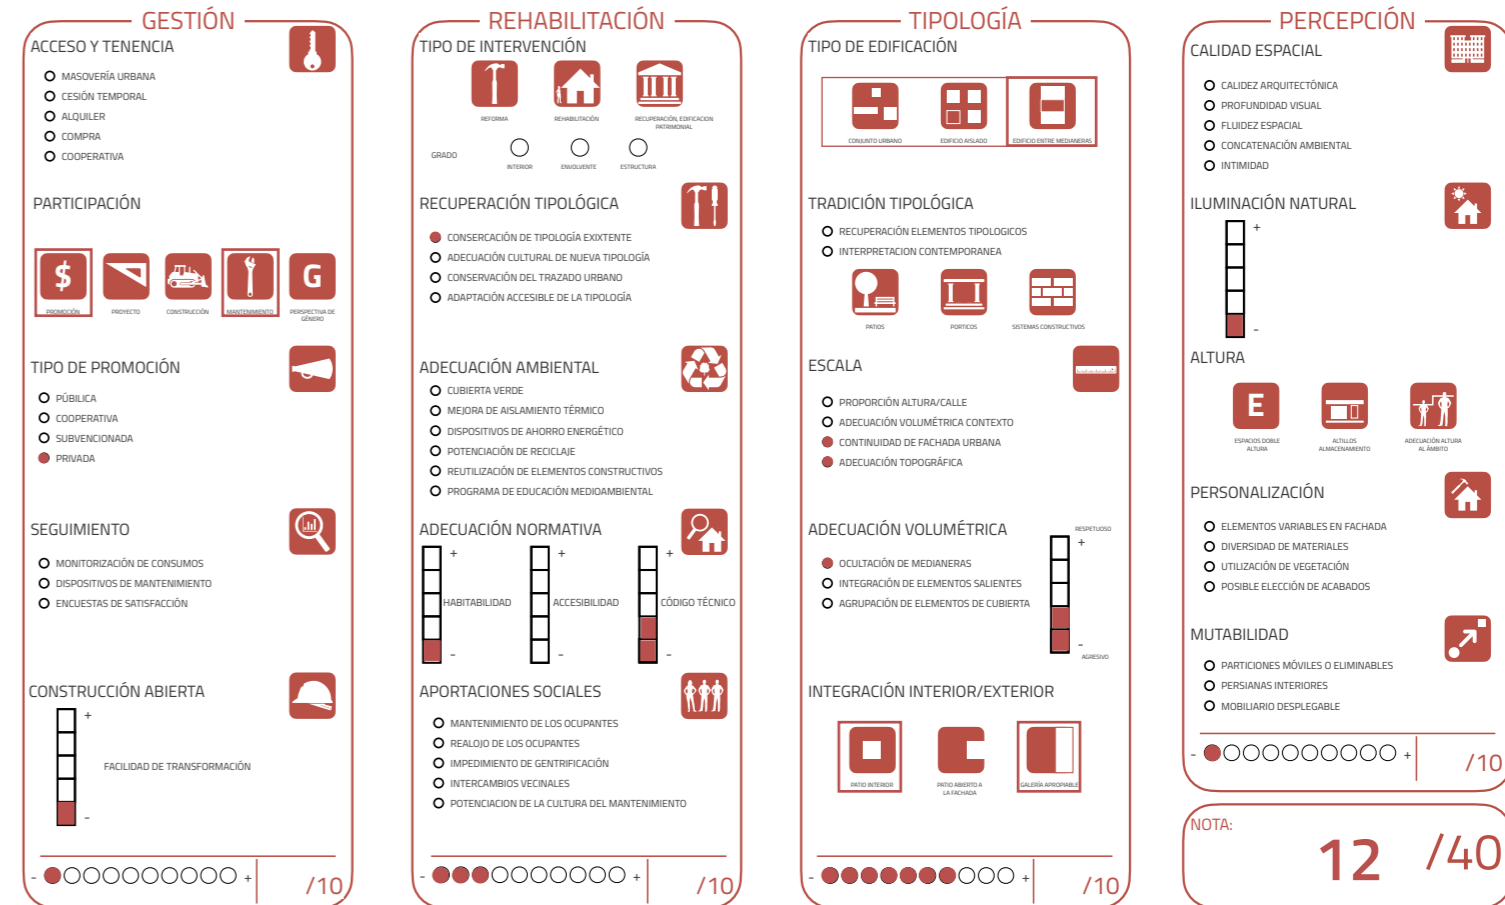 GESTIÓN
ACCESO Y TENENCIA
MASOVERÍA URBANA
CESIÓN TEMPORAL
ALQUILER
COMPRA
COOPERATIVA
PARTICIPACIÓN
$
G
PROMOCIÓN
PROYECTO
CONSTRUCCIÓN
MANTENIMIENTO
PERSPECTIVA DE
GÉNERO
TIPO DE PROMOCIÓN
PÚBILICA
COOPERATIVA
SUBVENCIONADA
PRIVADA
SEGUIMIENTO
MONITORIZACIÓN DE CONSUMOS
DISPOSITIVOS DE MANTENIMIENTO
ENCUESTAS DE SATISFACCIÓN
CONSTRUCCIÓN ABIERTA
+
FACILIDAD DE TRANSFORMACIÓN
-
- +
/10
REHABILITACIÓN
TIPO DE INTERVENCIÓN
REFORMA
REHABILITACIÓN
RECUPERACIÓN, EDIFICACION
PATRIMONIAL
GRADO
INTERIOR
ENVOLVENTE
ESTRUCTURA
RECUPERACIÓN TIPOLÓGICA
CONSERCACIÓN DE TIPOLOGÍA EXIXTENTE
ADECUACIÓN CULTURAL DE NUEVA TIPOLOGÍA
CONSERVACIÓN DEL TRAZADO URBANO
ADAPTACIÓN ACCESIBLE DE LA TIPOLOGÍA
ADECUACIÓN AMBIENTAL
CUBIERTA VERDE
MEJORA DE AISLAMIENTO TÉRMICO
DISPOSITIVOS DE AHORRO ENERGÉTICO
POTENCIACIÓN DE RECICLAJE
REUTILIZACIÓN DE ELEMENTOS CONSTRUCTIVOS
PROGRAMA DE EDUCACIÓN MEDIOAMBIENTAL
ADECUACIÓN NORMATIVA
+ + +
HABITABILIDAD
ACCESIBILIDAD
CÓDIGO TÉCNICO
- - -
APORTACIONES SOCIALES
MANTENIMIENTO DE LOS OCUPANTES
REALOJO DE LOS OCUPANTES
IMPEDIMENTO DE GENTRIFICACIÓN
INTERCAMBIOS VECINALES
POTENCIACION DE LA CULTURA DEL MANTENIMIENTO
- +
/10
TIPOLOGÍA
TIPO DE EDIFICACIÓN
CONJUNTO URBANO
EDIFICIO AISLADO
EDIFICIO ENTRE MEDIANERAS
TRADICIÓN TIPOLÓGICA
RECUPERACIÓN ELEMENTOS TIPOLOGICOS
INTERPRETACION CONTEMPORANEA
PATIOS
PORTICOS
SISTEMAS CONSTRUCTIVOS
ESCALA
PROPORCIÓN ALTURA/CALLE
ADECUACIÓN VOLUMÉTRICA CONTEXTO
CONTINUIDAD DE FACHADA URBANA
ADECUACIÓN TOPOGRÁFICA
ADECUACIÓN VOLUMÉTRICA
RESPETUOSO
+
OCULTACIÓN DE MEDIANERAS
INTEGRACIÓN DE ELEMENTOS SALIENTES
AGRUPACIÓN DE ELEMENTOS DE CUBIERTA
-
AGRESIVO
INTEGRACIÓN INTERIOR/EXTERIOR
PATIO INTERIOR
PATIO ABIERTO A
LA FACHADA
GALERÍA APROPIABLE
- +
/10
PERCEPCIÓN
CALIDAD ESPACIAL
CALIDEZ ARQUITECTÓNICA
PROFUNDIDAD VISUAL
FLUIDEZ ESPACIAL
CONCATENACIÓN AMBIENTAL
INTIMIDAD
ILUMINACIÓN NATURAL
+
-
ALTURA
E
ESPACIOS DOBLE
ALTURA
ALTILLOS
ALMACENAMIENTO
ADECUACIÓN ALTURA
AL ÁMBITO
PERSONALIZACIÓN
ELEMENTOS VARIABLES EN FACHADA
DIVERSIDAD DE MATERIALES
UTILIZACIÓN DE VEGETACIÓN
POSIBLE ELECCIÓN DE ACABADOS
MUTABILIDAD
PARTICIONES MÓVILES O ELIMINABLES
PERSIANAS INTERIORES
MOBILIARIO DESPLEGABLE
- +
/10
NOTA:
12 /40